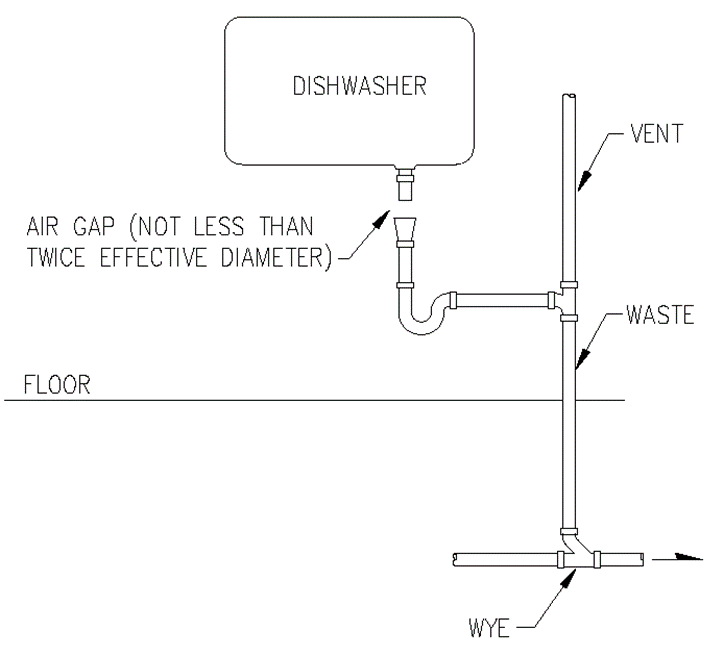 DISHWASHER
VENT
AIR GAP (NOT LESS THAN
TWICE EFFECTIVE DIAMETER)
WASTE
FLOOR
WYE